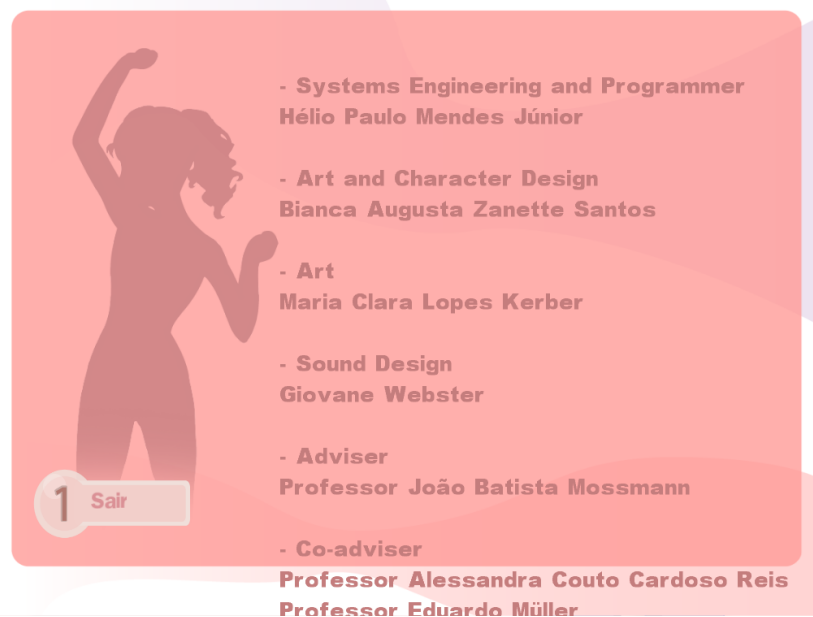 - Systems Engineering and Programmer
Hélio Paulo Mendes Júnior
- Art and Character Design
Bianca Augusta Zanette Santos
- Art
Maria Clara Lopes Kerber
- Sound Design
Giovane Webster
- Adviser
Professor João Batista Mossmann
1 Sair
- Co-adviser
Professor Alessandra Couto Cardoso Reis
Professor Eduardo Müller